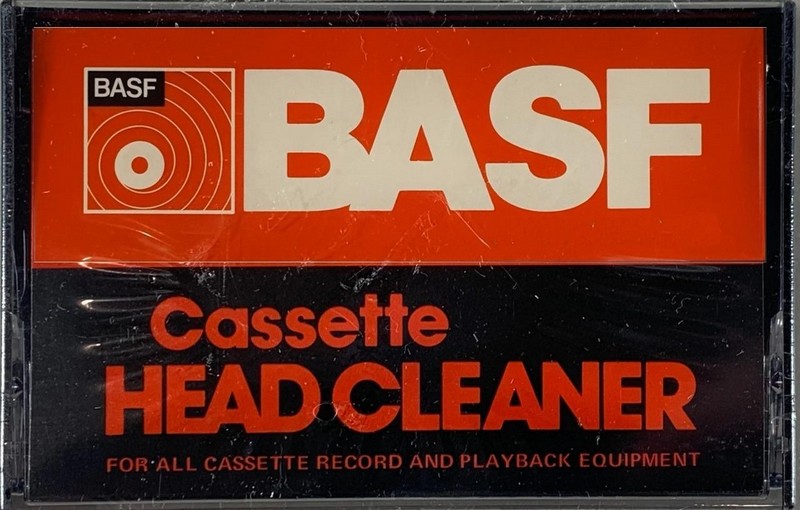 BASF
BASF
Cassette
HEAD CLEANER
FOR ALL CASSETTE RECORD AND PLAYBACK EQUIPMENT